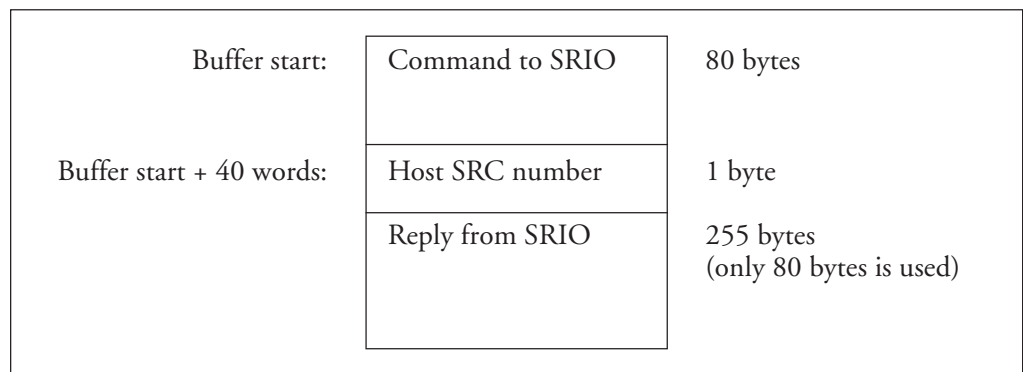 Buffer start: Command to SRIO 80 bytes
Buffer start + 40 words: Host SRC number 1 byte
Reply from SRIO 255 bytes
(only 80 bytes is used)